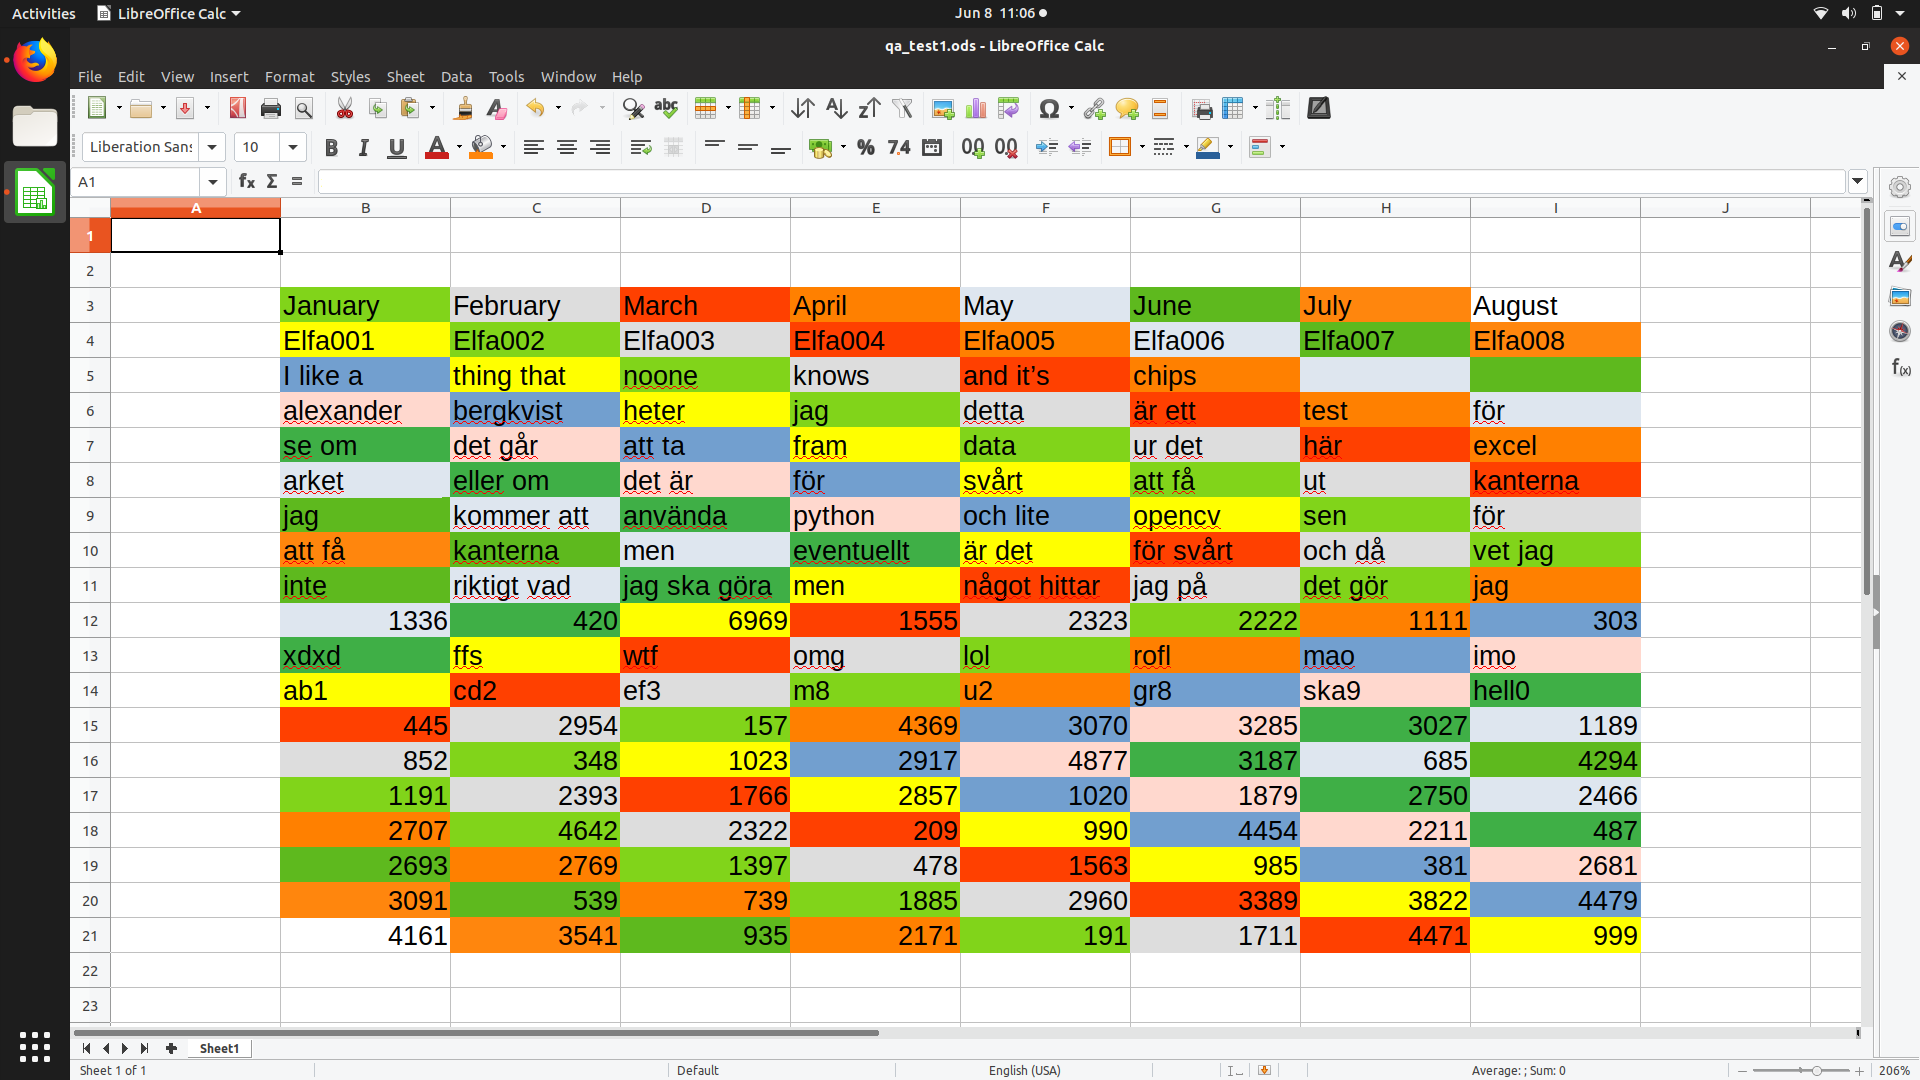 Activities LibreOffice Calc Jun 8 11:06
qa_test1.ods - LibreOffice Calc
File Edit View Insert Format Styles Sheet Data Tools Window Help
Liberation Sans 10
A1
A B C D E F G H I J
1
2
3 January February March April May June July August
4 Elfa001 Elfa002 Elfa003 Elfa004 Elfa005 Elfa006 Elfa007 Elfa008
5 I like a thing that noone knows and it’s chips
6 alexander bergkvist heter jag detta är ett test för
7 se om det går att ta fram data ur det här excel
8 arket eller om det är för svårt att få ut kanterna
9 jag kommer att använda python och lite opencv sen för
10 att få kanterna men eventuellt är det för svårt och då vet jag
11 inte riktigt vad jag ska göra men något hittar jag på det gör jag
12 1336 420 6969 1555 2323 2222 1111 303
13 xdxd ffs wtf omg lol rofl mao imo
14 ab1 cd2 ef3 m8 u2 gr8 ska9 hell0
15 445 2954 157 4369 3070 3285 3027 1189
16 852 348 1023 2917 4877 3187 685 4294
17 1191 2393 1766 2857 1020 1879 2750 2466
18 2707 4642 2322 209 990 4454 2211 487
19 2693 2769 1397 478 1563 985 381 2681
20 3091 539 739 1885 2960 3389 3822 4479
21 4161 3541 935 2171 191 1711 4471 999
22
23
Sheet1
Sheet 1 of 1 Default English (USA) Average: ; Sum: 0 206%